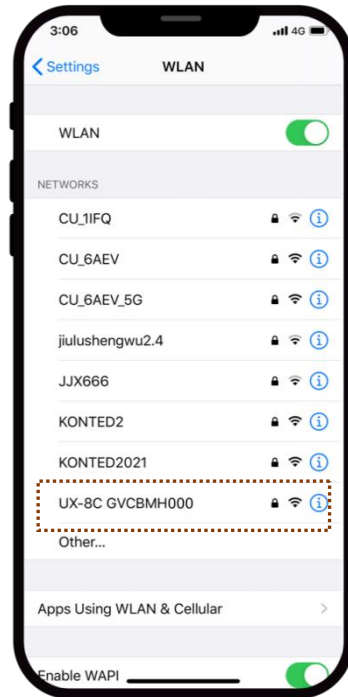 3:06 4G
Settings WLAN
WLAN
NETWORKS
CU_1IFQ
CU_6AEV
CU_6AEV_5G
jiulushengwu2.4
JJX666
KONTED2
KONTED2021
UX-8C GVCBMH000
Other...
Apps Using WLAN & Cellular
Enable WAPI